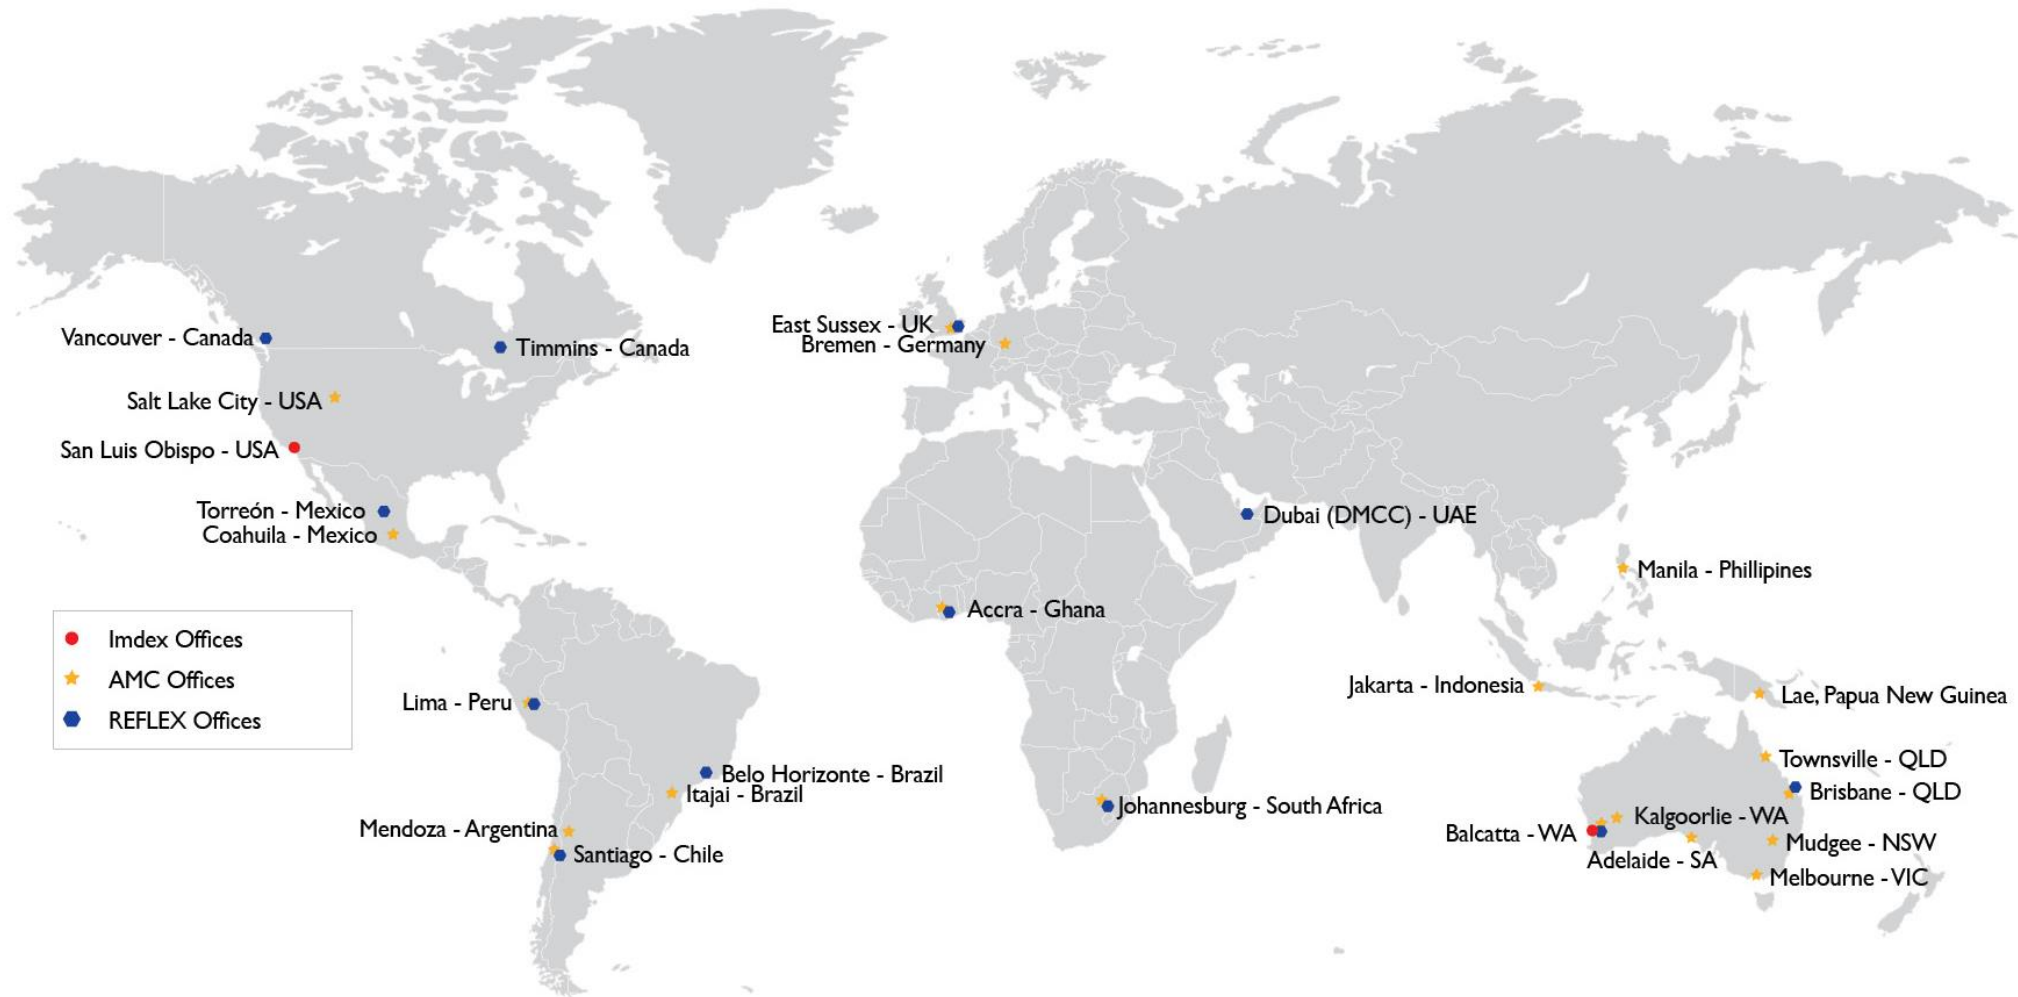 Vancouver - Canada
Timmins - Canada
Salt Lake City - USA
San Luis Obispo - USA
Torreón - Mexico
Coahuila - Mexico
East Sussex - UK
Bremen - Germany
Dubai (DMCC) - UAE
Manila - Phillipines
Accra - Ghana
Imdex Offices
AMC Offices
REFLEX Offices
Lima - Peru
Belo Horizonte - Brazil
Itajai - Brazil
Mendoza - Argentina
Santiago - Chile
Johannesburg - South Africa
Jakarta - Indonesia
Lae, Papua New Guinea
Townsville - QLD
Brisbane - QLD
Kalgoorlie - WA
Balcatta - WA
Mudgee - NSW
Adelaide - SA
Melbourne - VIC